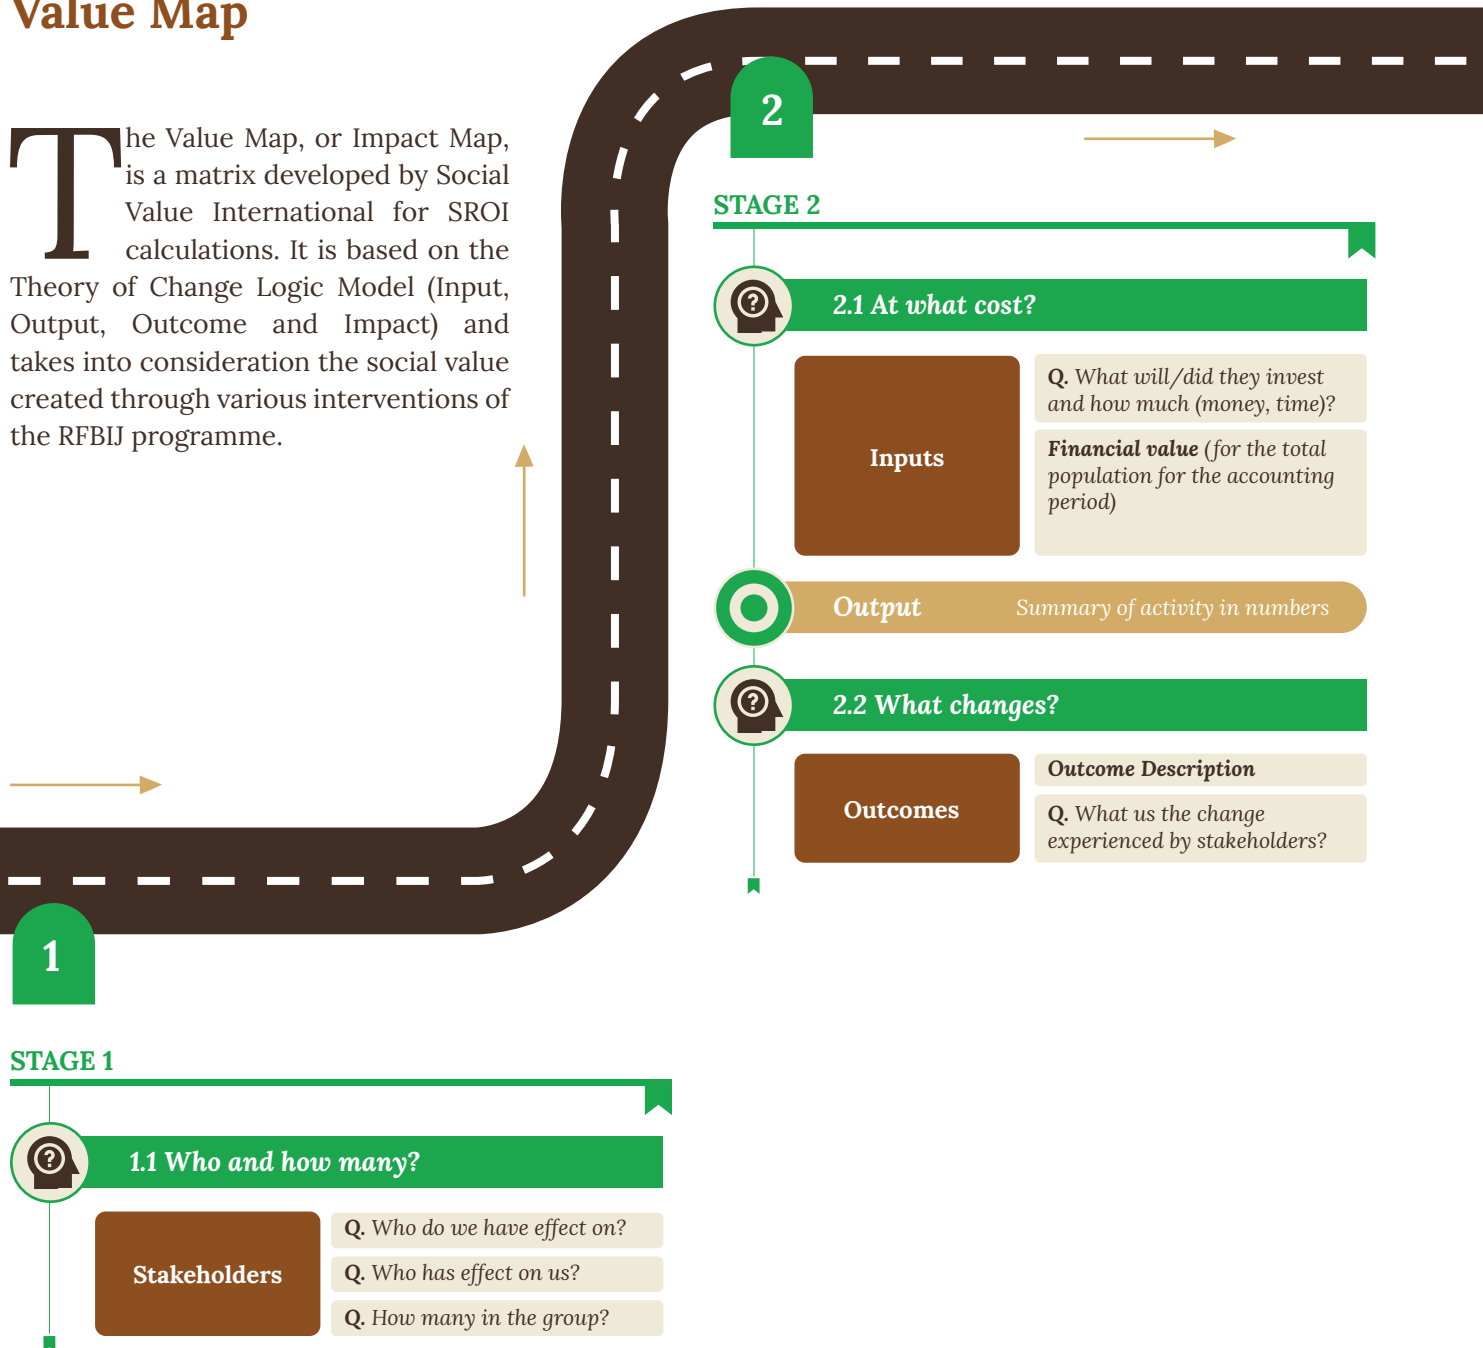 Value Map
The Value Map, or Impact Map,
is a matrix developed by Social
Value International for SROI
calculations. It is based on the
Theory of Change Logic Model (Input,
Output, Outcome and Impact) and
takes into consideration the social value
created through various interventions of
the RFBIJ programme.
1
STAGE 1
1.1 Who and how many?
Stakeholders
Q. Who do we have effect on?
Q. Who has effect on us?
Q. How many in the group?
2
STAGE 2
2.1 At what cost?
Inputs
Q. What will/did they invest
and how much (money, time)?
Financial value (for the total
population for the accounting
period)
Output
Summary of activity in numbers
2.2 What changes?
Outcomes
Outcome Description
Q. What us the change
experienced by stakeholders?